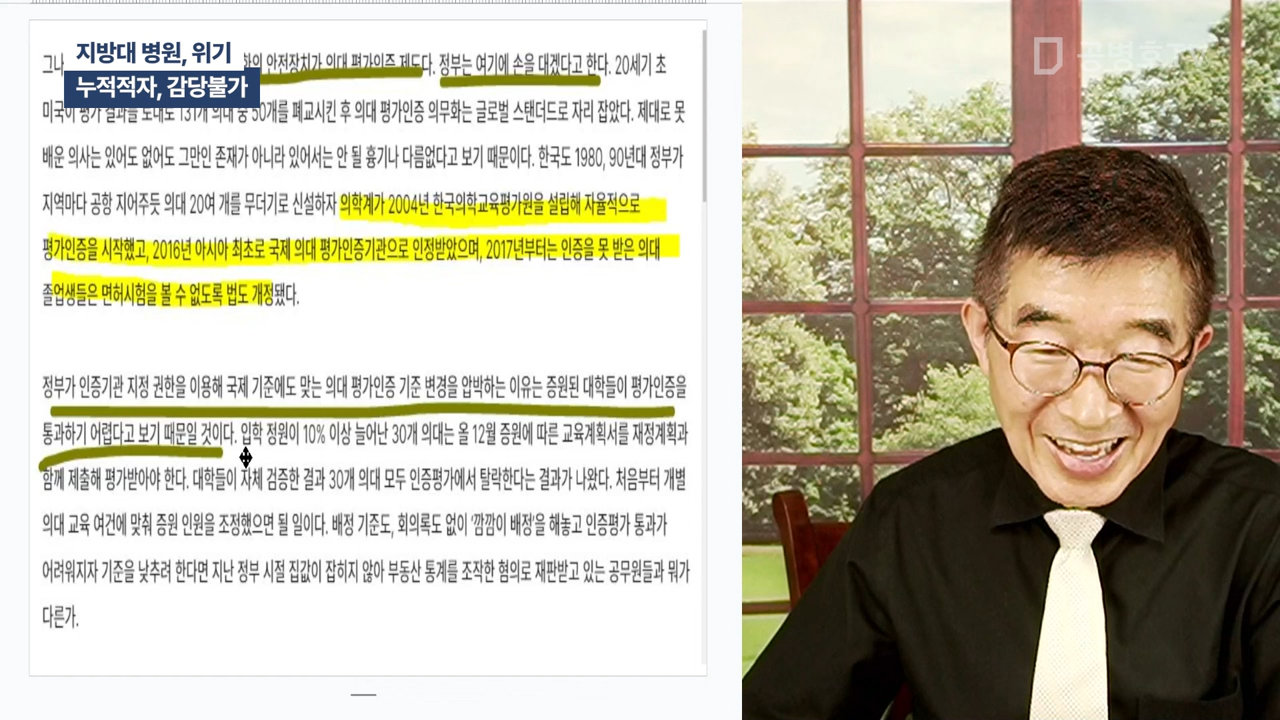 지방대 병원, 위기
누적적자, 감당불가
안전장치가 의대 평가인증 제도다. 정부는 여기에 손을 대겠다고 한다. 20세기 초
미국이 평가 결과를 토대로 131개 의대 중 50개를 폐교시킨 후 의대 평가인증 의무화는 글로벌 스탠더드로 자리 잡았다. 제대로 못
배운 의사는 있어도 없어도 그만인 존재가 아니라 있어서는 안 될 흉기나 다름없다고 보기 때문이다. 한국도 1980, 90년대 정부가
지역마다 공항 지어주듯 의대 20여 개를 무더기로 신설하자 의학계가 2004년 한국의학교육평가원을 설립해 자율적으로
평가인증을 시작했고, 2016년 아시아 최초로 국제 의대 평가인증기관으로 인정받았으며, 2017년부터는 인증을 못 받은 의대
졸업생들은 면허시험을 볼 수 없도록 법도 개정됐다.
정부가 인증기관 지정 권한을 이용해 국제 기준에도 맞는 의대 평가인증 기준 변경을 압박하는 이유는 증원된 대학들이 평가인증을
통과하기 어렵다고 보기 때문일 것이다. 입학 정원이 10% 이상 늘어난 30개 의대는 올 12월 증원에 따른 교육계획서를 재정계획과
함께 제출해 평가받아야 한다. 대학들이 자체 검증한 결과 30개 의대 모두 인증평가에서 탈락한다는 결과가 나왔다. 처음부터 개별
의대 교육 여건에 맞춰 증원 인원을 조정했으면 될 일이다. 배정 기준도, 회의록도 없이 ‘깜깜이 배정’을 해놓고 인증평가 통과가
어려워지자 기준을 낮추려 한다면 지난 정부 시절 집값이 잡히지 않아 부동산 통계를 조작한 혐의로 재판받고 있는 공무원들과 뭐가
다른가.
공병호